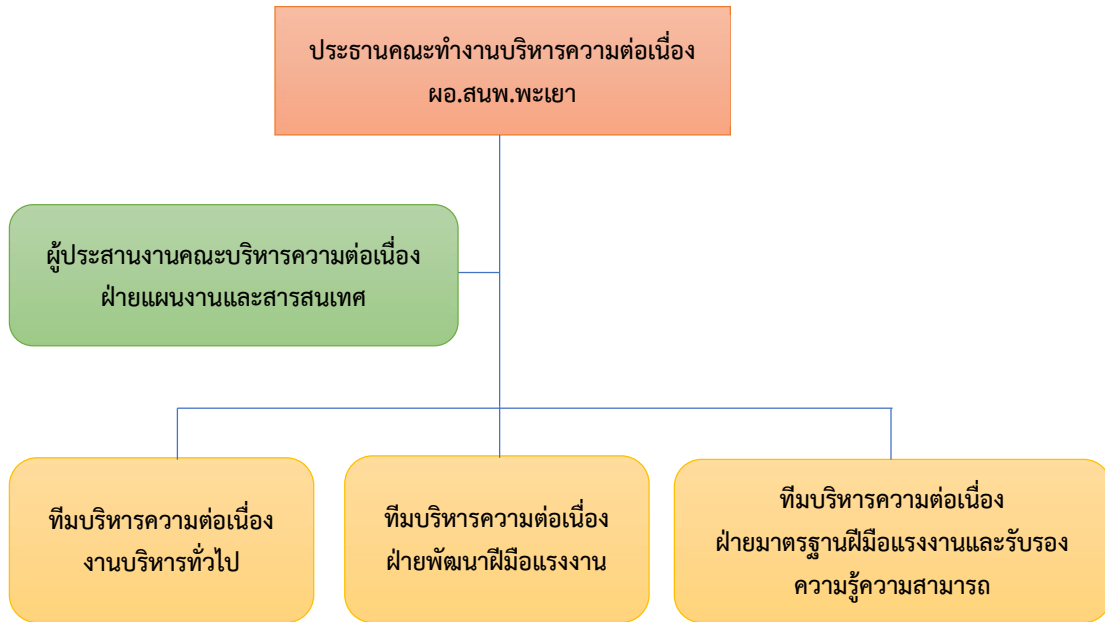 ประธานคณะทำงานบริหารความต่อเนื่อง
ผอ.สนพ.พะเยา
ผู้ประสานงานคณะบริหารความต่อเนื่อง
ฝ่ายแผนงานและสารสนเทศ
ทีมบริหารความต่อเนื่อง
งานบริหารทั่วไป
ทีมบริหารความต่อเนื่อง
ฝ่ายพัฒนาฝีมือแรงงาน
ทีมบริหารความต่อเนื่อง
ฝ่ายมาตรฐานฝีมือแรงงานและรับรอง
ความรู้ความสามารถ